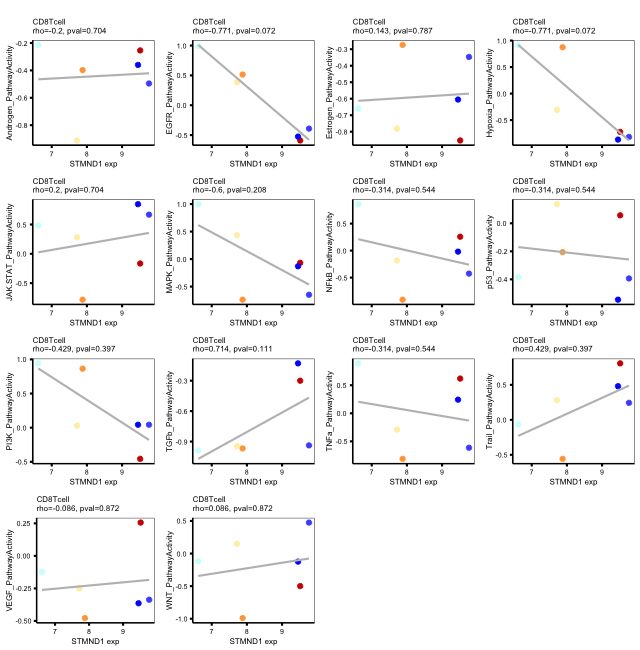 CD8Tcell
rho=-0.2, pval=0.704
Androgen_PathwayActivity
-0.2
-0.4
-0.6
-0.8
7
8
9
STMND1 exp
CD8Tcell
rho=-0.771, pval=0.072
EGFR_PathwayActivity
1.0
0.5
0.0
-0.5
7
8
9
STMND1 exp
CD8Tcell
rho=0.143, pval=0.787
Estrogen_PathwayActivity
-0.3
-0.4
-0.5
-0.6
-0.7
-0.8
7
8
9
STMND1 exp
CD8Tcell
rho=-0.771, pval=0.072
Hypoxia_PathwayActivity
1.0
0.5
0.0
-0.5
7
8
9
STMND1 exp
CD8Tcell
rho=0.2, pval=0.704
JAK.STAT_PathwayActivity
0.5
0.0
-0.5
7
8
9
STMND1 exp
CD8Tcell
rho=-0.6, pval=0.208
MAPK_PathwayActivity
1.0
0.5
0.0
-0.5
7
8
9
STMND1 exp
CD8Tcell
rho=-0.314, pval=0.544
NFkB_PathwayActivity
0.5
0.0
-0.5
7
8
9
STMND1 exp
CD8Tcell
rho=-0.314, pval=0.544
p53_PathwayActivity
0.0
-0.2
-0.4
7
8
9
STMND1 exp
CD8Tcell
rho=-0.429, pval=0.397
PI3K_PathwayActivity
1.0
0.5
0.0
-0.5
7
8
9
STMND1 exp
CD8Tcell
rho=0.714, pval=0.111
TGFb_PathwayActivity
-0.3
-0.6
-0.9
7
8
9
STMND1 exp
CD8Tcell
rho=-0.314, pval=0.544
TNFa_PathwayActivity
0.5
0.0
-0.5
7
8
9
STMND1 exp
CD8Tcell
rho=0.429, pval=0.397
Trail_PathwayActivity
0.5
0.0
-0.5
7
8
9
STMND1 exp
CD8Tcell
rho=-0.086, pval=0.872
VEGF_PathwayActivity
0.25
0.00
-0.25
-0.50
7
8
9
STMND1 exp
CD8Tcell
rho=0.086, pval=0.872
WNT_PathwayActivity
0.5
0.0
-0.5
-1.0
7
8
9
STMND1 exp